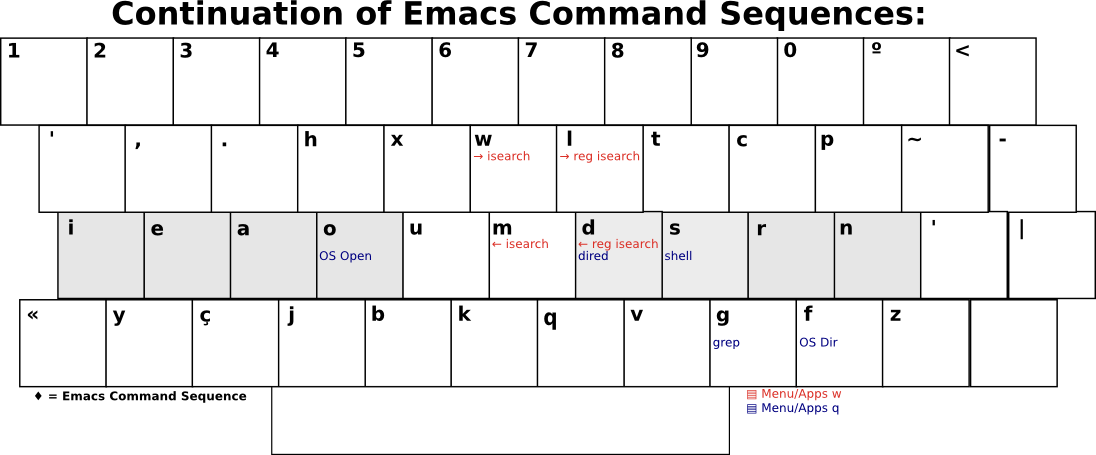 Continuation of Emacs Command Sequences:
1 2 3 4 5 6 7 8 9 0 º <
' , . h x w l t c p ~ -
→ isearch → reg isearch
i e a o u m d s r n ' |
← isearch ← reg isearch
OS Open dired shell
« y ç j b k q v g f z
grep OS Dir
♦ = Emacs Command Sequence
▤ Menu/Apps w
▤ Menu/Apps q